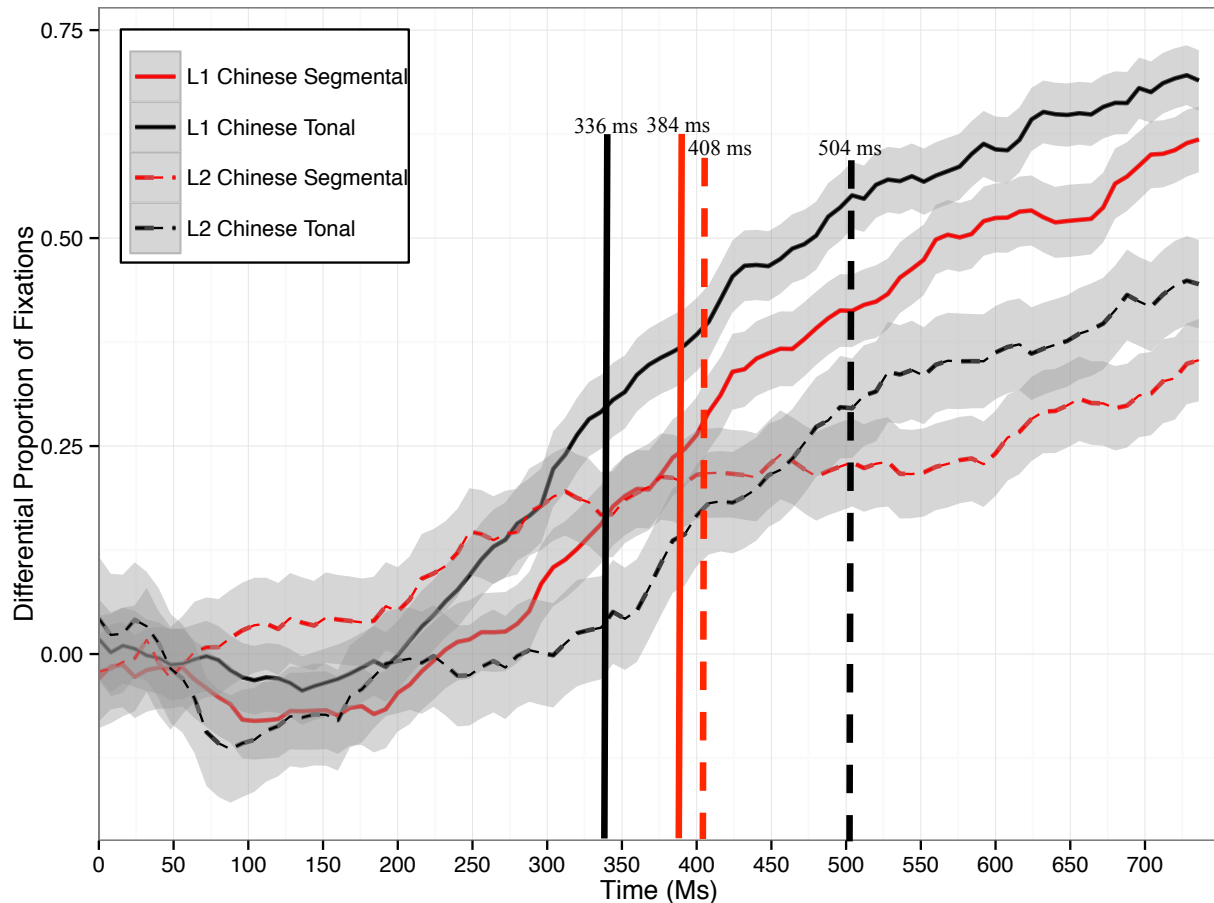 0.75
L1 Chinese Segmental
L1 Chinese Tonal
L2 Chinese Segmental
L2 Chinese Tonal
336 ms
384 ms
408 ms
504 ms
0.50
0.25
0.00
Differential Proportion of Fixations
0 50 100 150 200 250 300 350 400 450 500 550 600 650 700
Time (Ms)